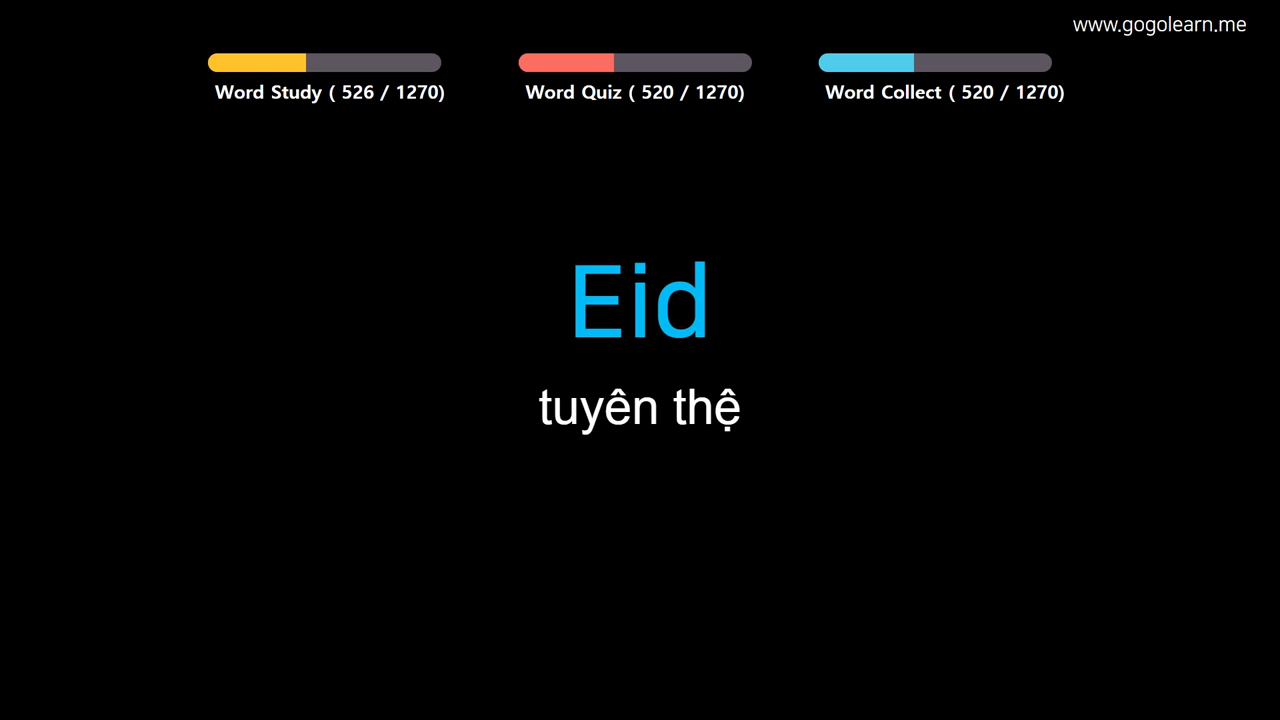 www.gogolearn.me
Word Study ( 526 / 1270)
Word Quiz ( 520 / 1270)
Word Collect ( 520 / 1270)
Eid
tuyên thệ